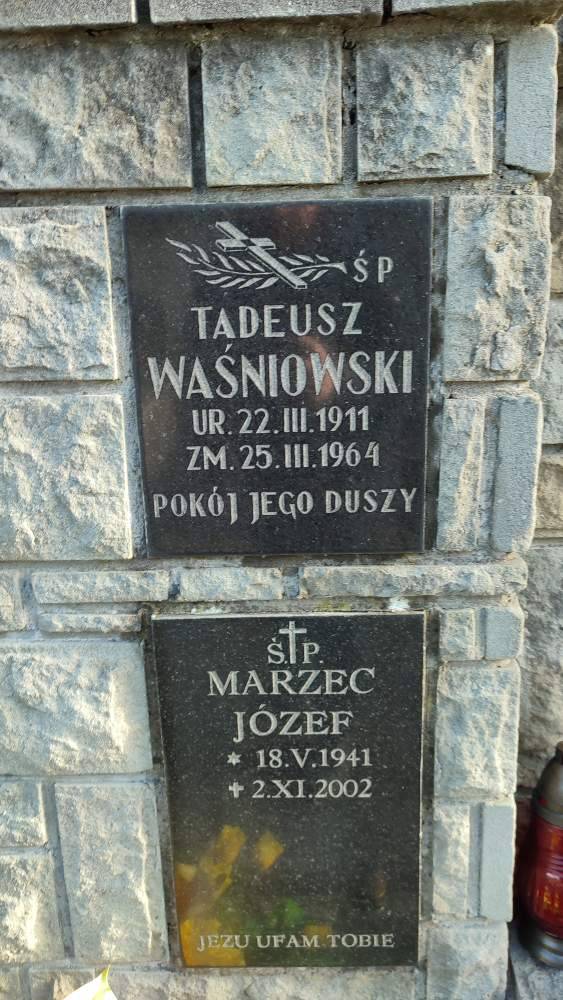 ŚP
TADEUSZ
WAŚNIOWSKI
UR. 22. III. 1911
ZM. 25. III. 1964
POKÓJ JEGO DUSZY
Ś.P.
MARZEC
JÓZEF
* 18.V.1941
✝ 2.XI.2002
JEZU UFAM TOBIE